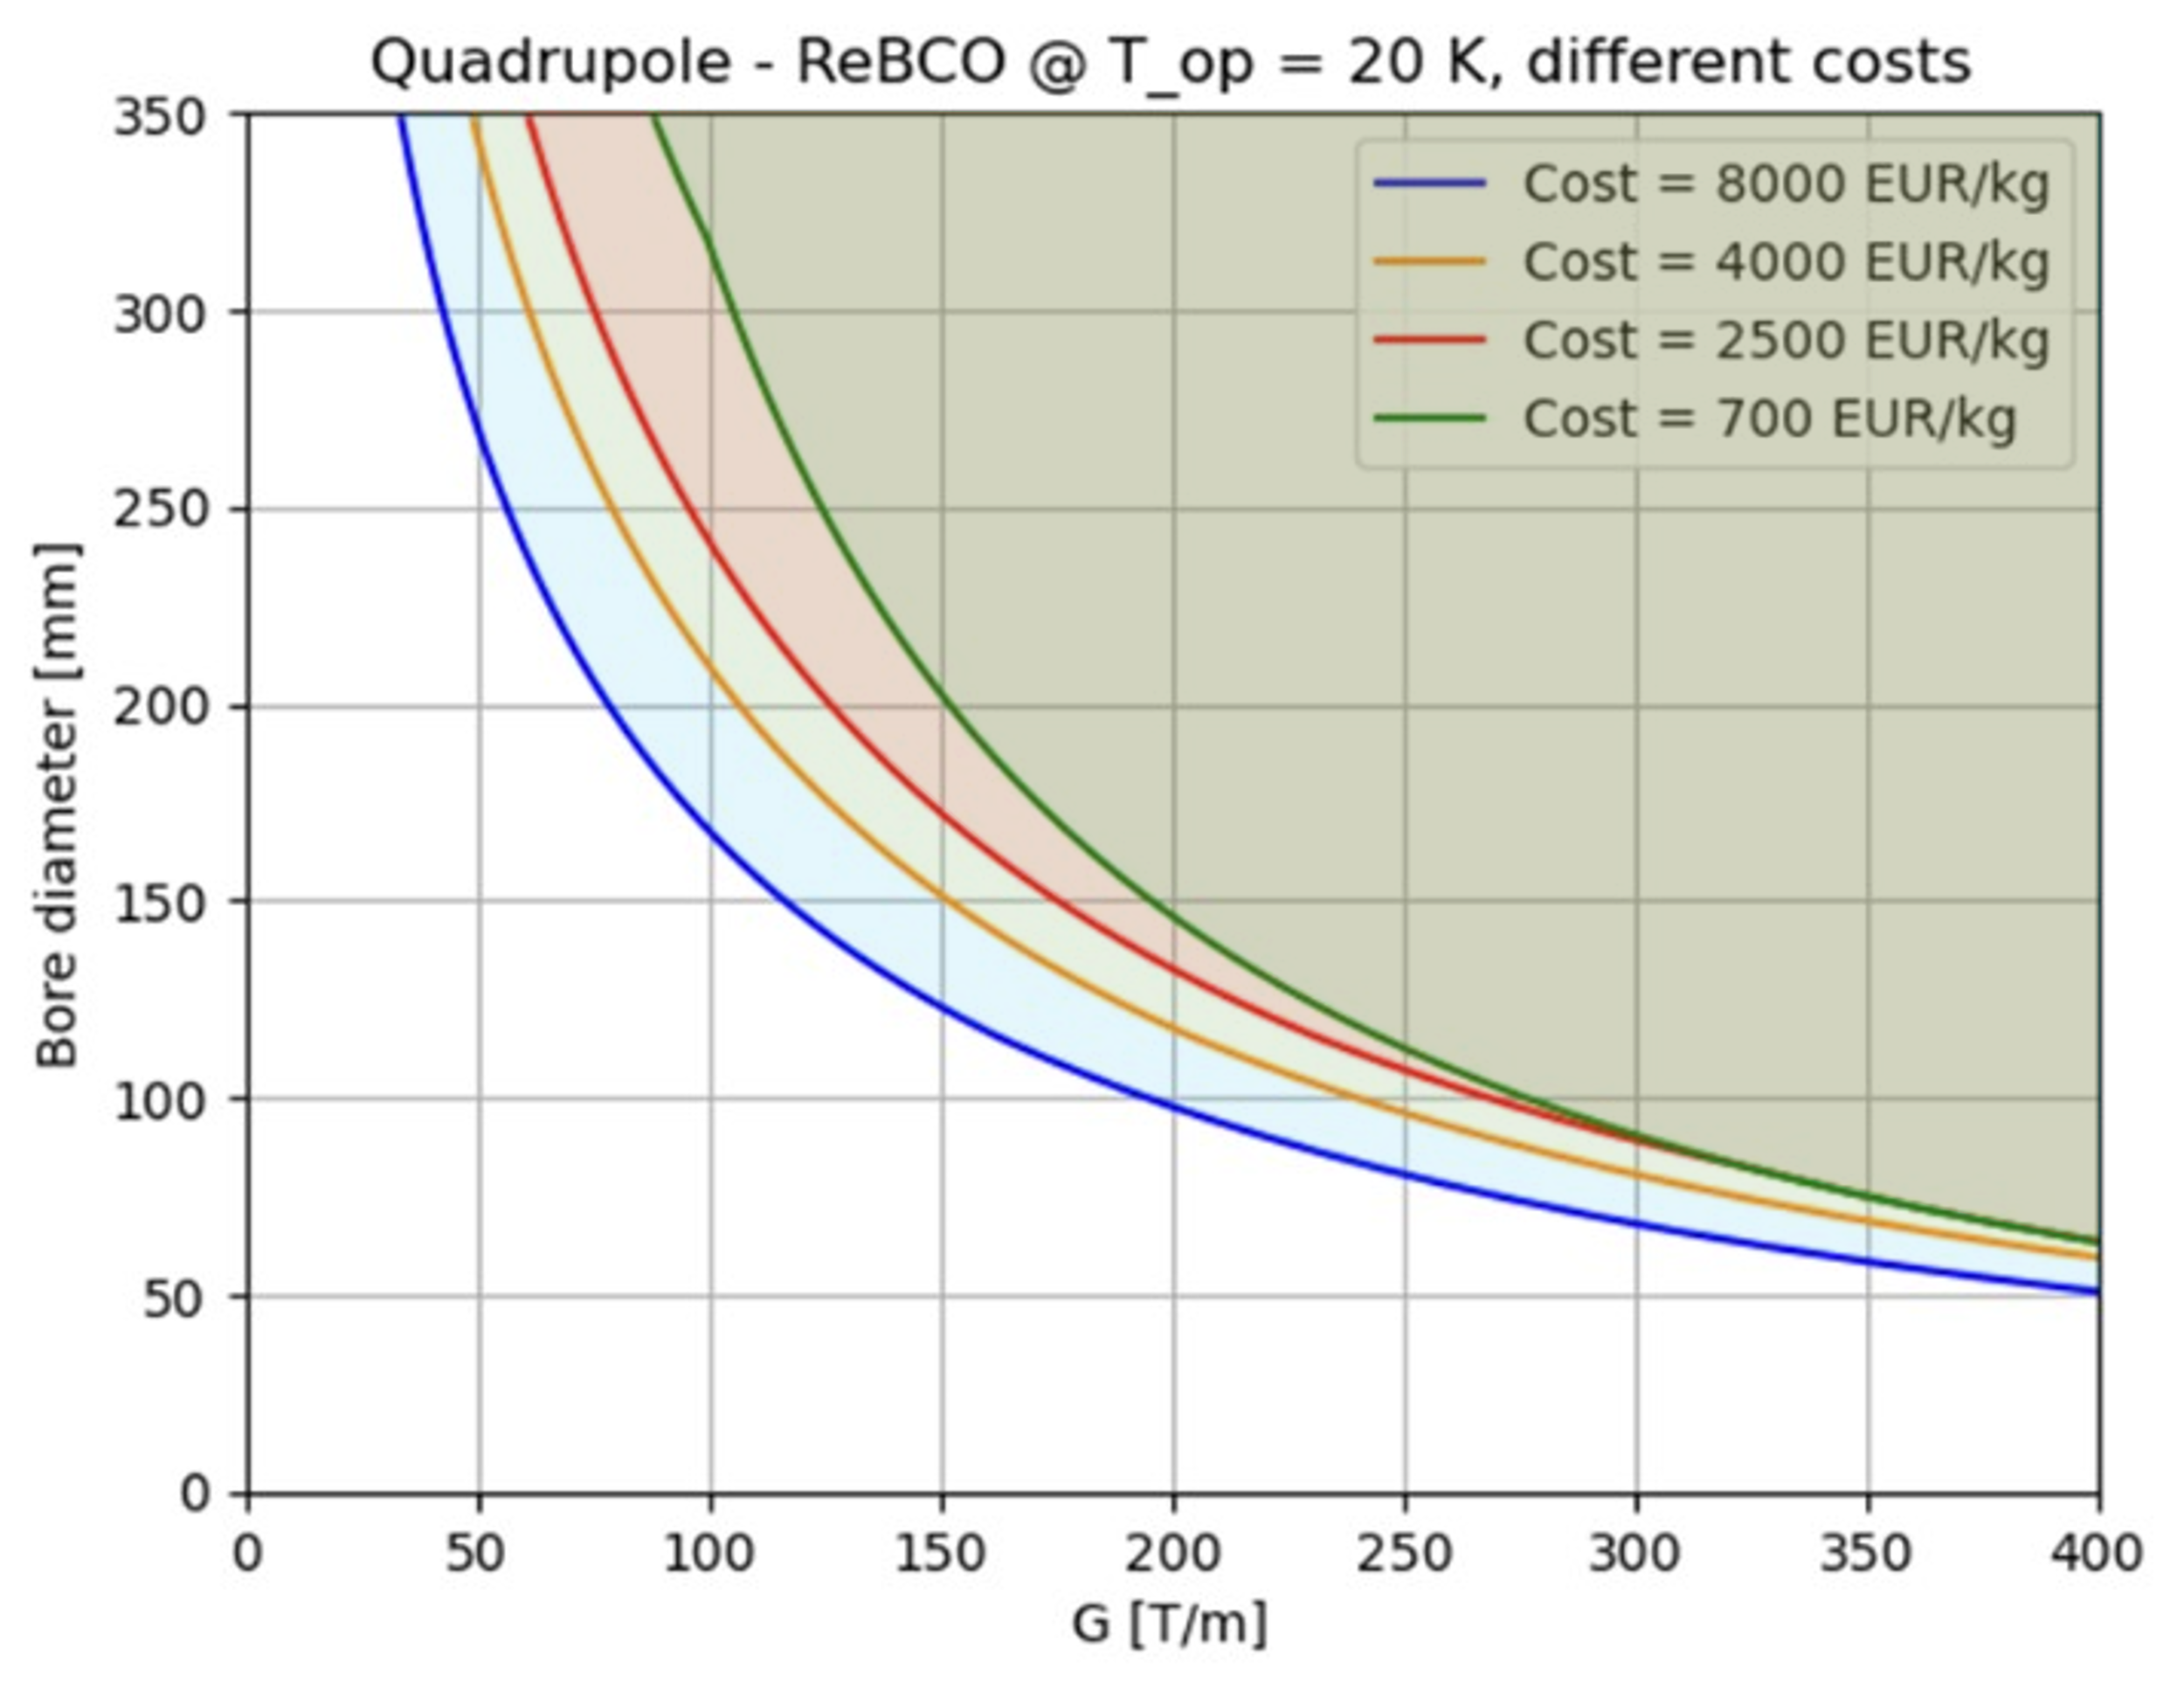 Quadrupole - ReBCO @ T_op = 20 K, different costs
350
300
250
200
150
100
50
0
Bore diameter [mm]
Cost = 8000 EUR/kg
Cost = 4000 EUR/kg
Cost = 2500 EUR/kg
Cost = 700 EUR/kg
0 50 100 150 200 250 300 350 400
G [T/m]